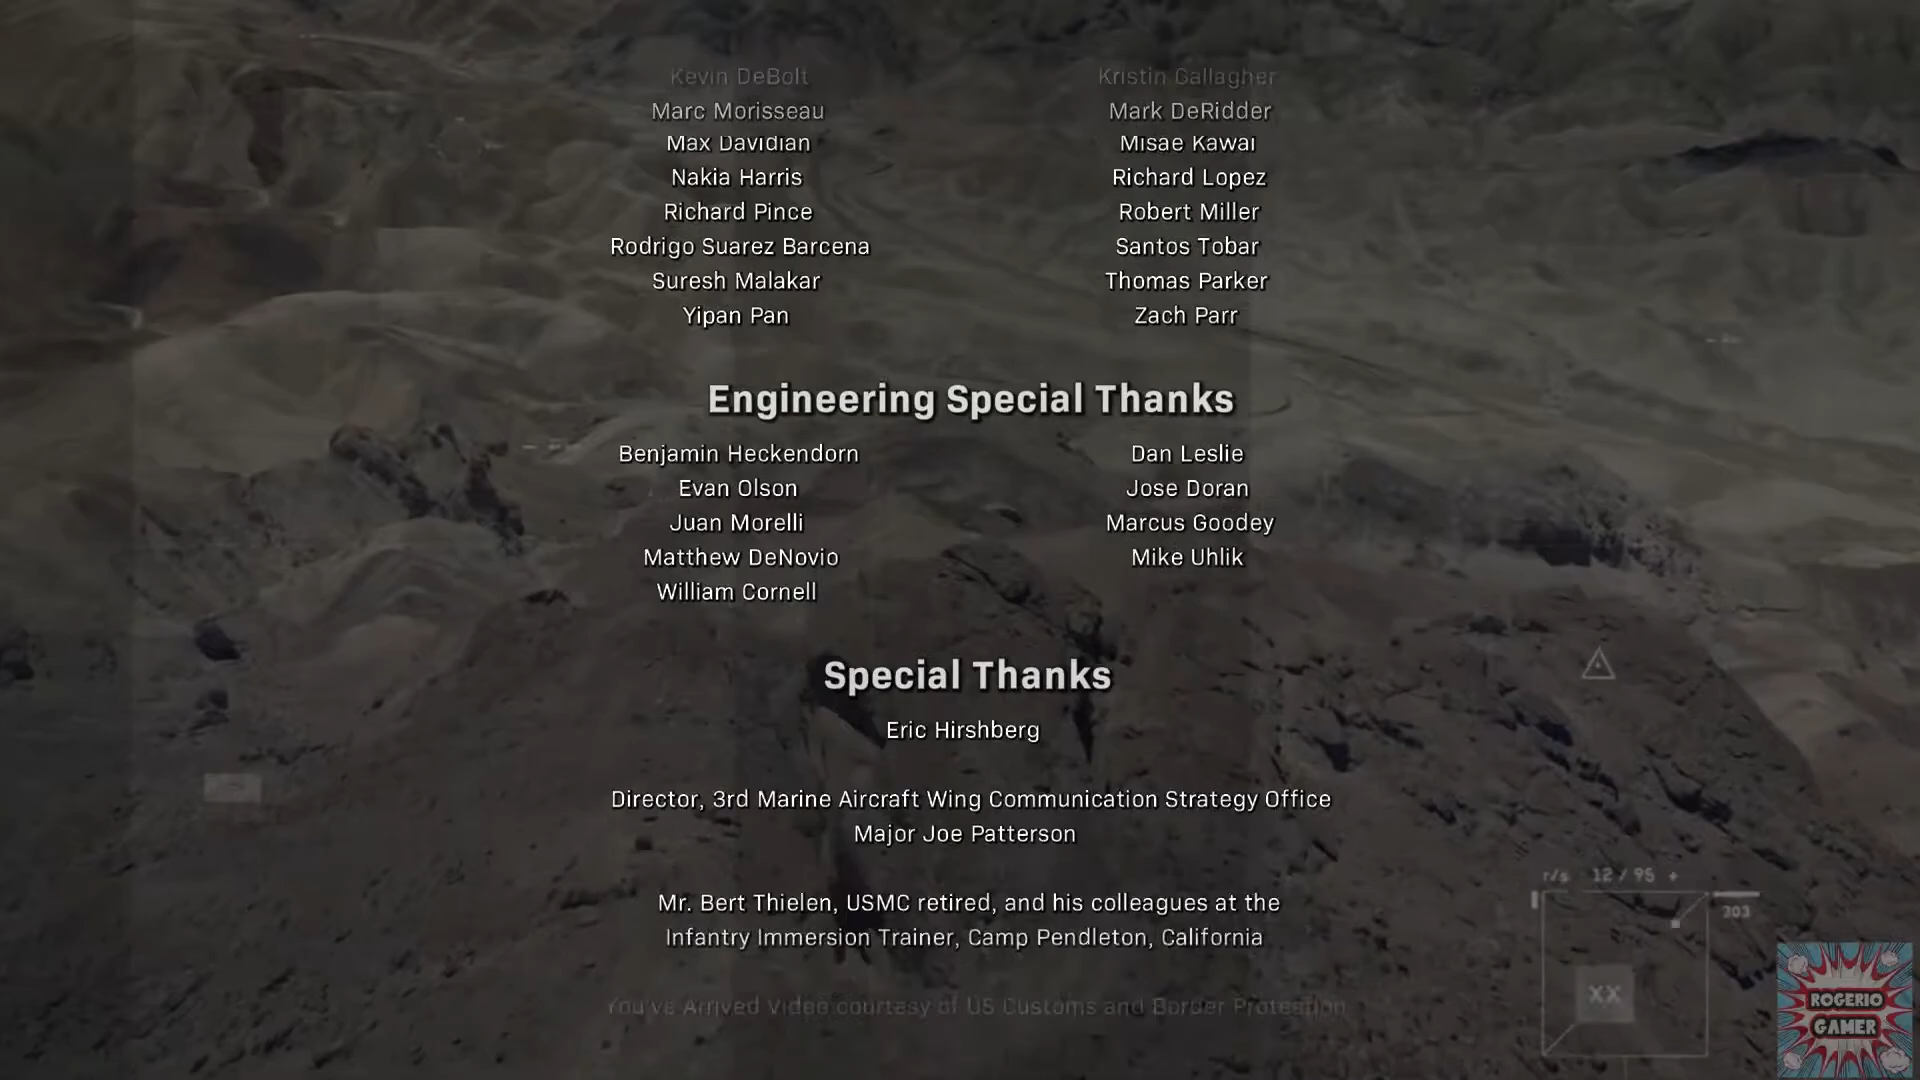 Kevin DeBolt
Kristin Gallagher
Marc Morisseau
Mark DeRidder
Max Davidian
Misae Kawai
Nakia Harris
Richard Lopez
Richard Pince
Robert Miller
Rodrigo Suarez Barcena
Santos Tobar
Suresh Malakar
Thomas Parker
Yipan Pan
Zach Parr
Engineering Special Thanks
Benjamin Heckendorn
Dan Leslie
Evan Olson
Jose Doran
Juan Morelli
Marcus Goodey
Matthew DeNovio
Mike Uhlik
William Cornell
Special Thanks
Eric Hirshberg
Director, 3rd Marine Aircraft Wing Communication Strategy Office
Major Joe Patterson
Mr. Bert Thielen, USMC retired, and his colleagues at the
Infantry Immersion Trainer, Camp Pendleton, California
You've Arrived Video courtesy of US Customs and Border Protection
r/s 12 / 95 +
303
XX
ROGERIO
GAMER